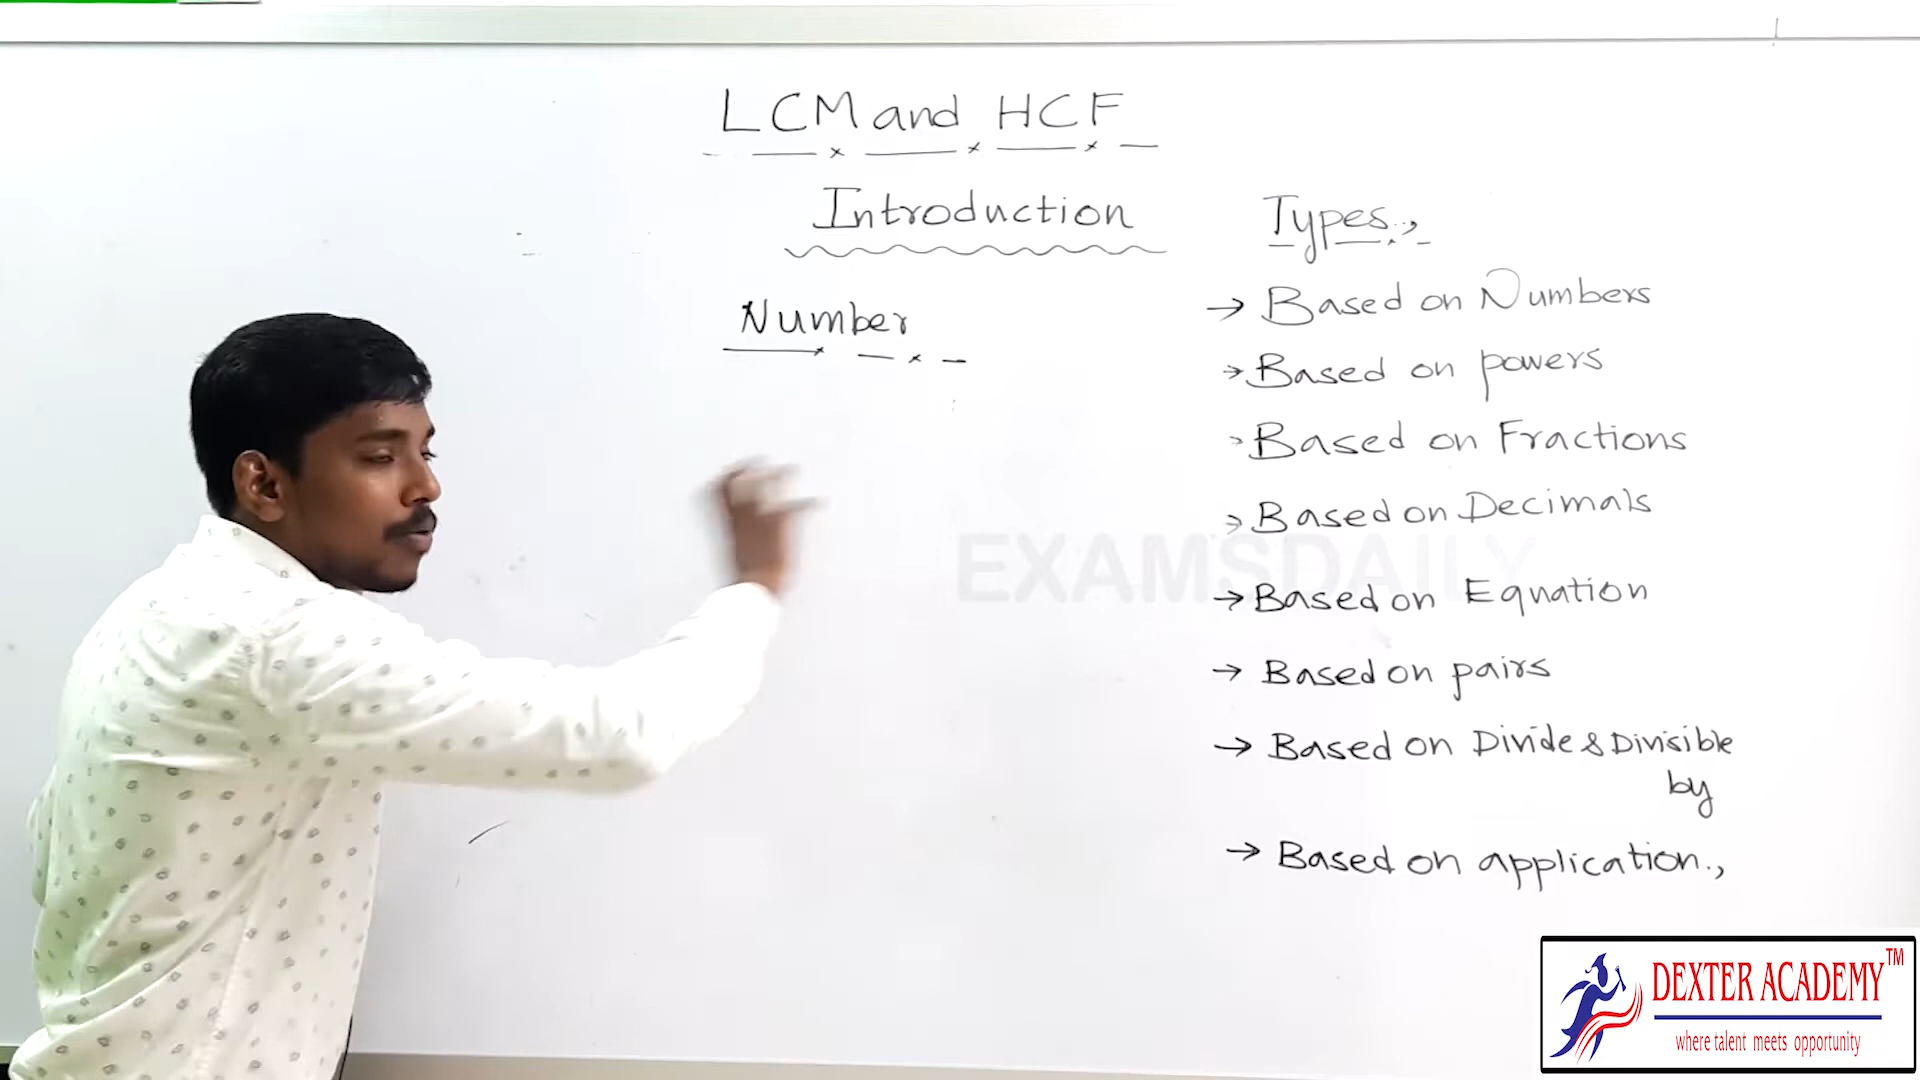 LCM and HCF
Introduction
Number
Types.,
→ Based on Numbers
→ Based on powers
→ Based on Fractions
→ Based on Decimals
→ Based on Equation
→ Based on pairs
→ Based on Divide & Divisible
by
→ Based on application.,
EXAMSDAILY
DEXTER ACADEMY™
where talent meets opportunity